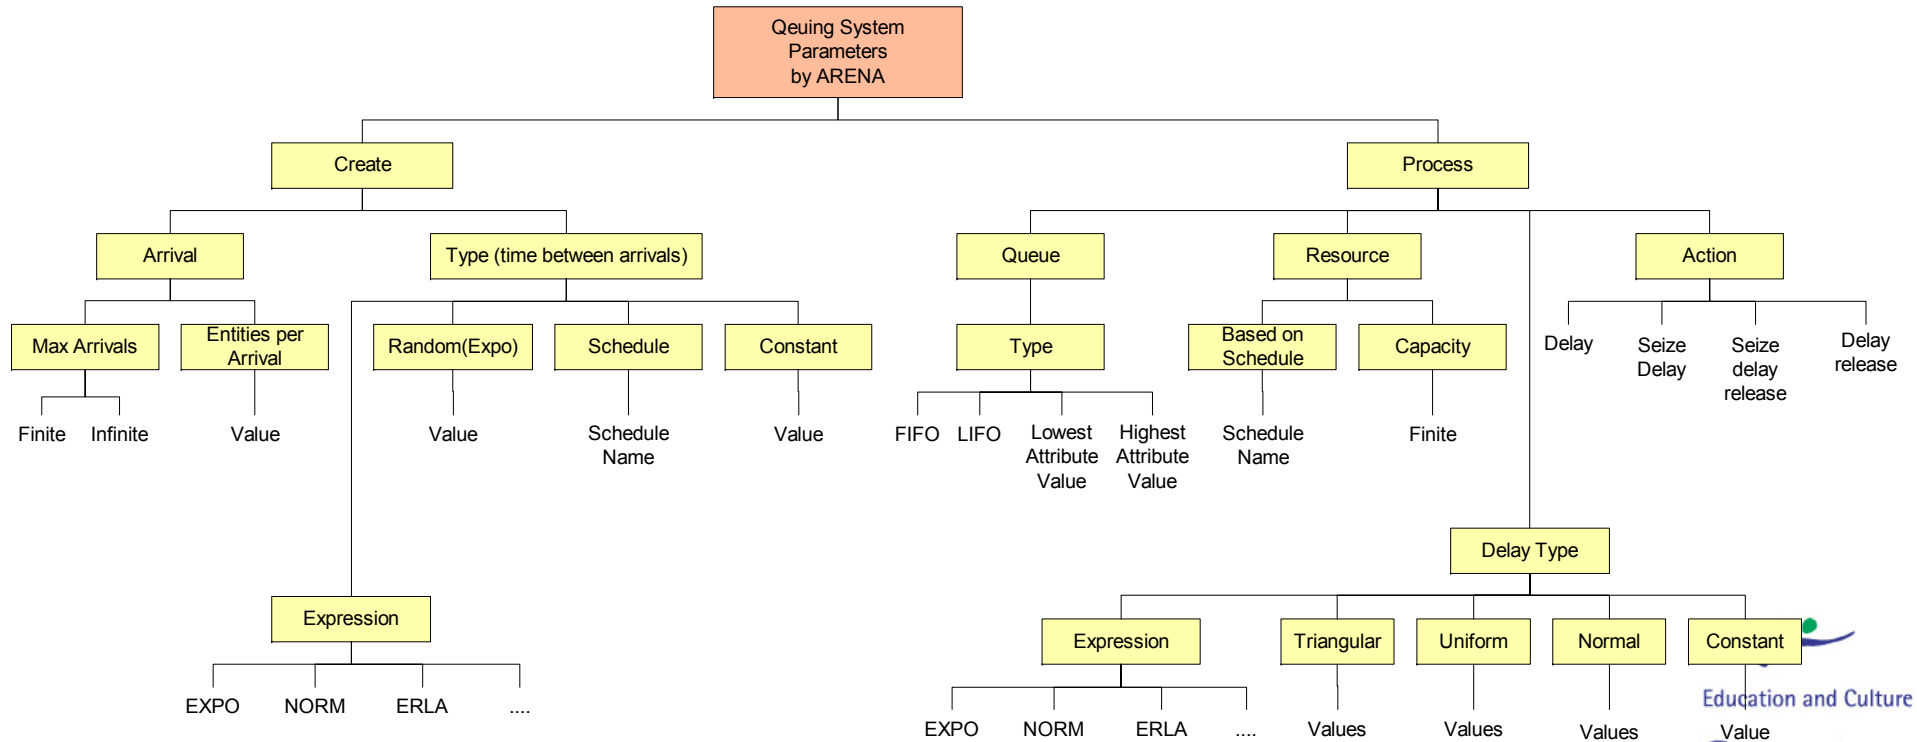 Qeuing System
Parameters
by ARENA
Create
Process
Arrival
Type (time between arrivals)
Queue
Resource
Action
Max Arrivals
Entities per
Arrival
Random(Expo)
Schedule
Constant
Type
Based on
Schedule
Capacity
Delay
Seize
Delay
Seize
delay
release
Delay
release
Finite
Infinite
Value
Value
Schedule
Name
Value
FIFO
LIFO
Lowest
Attribute
Value
Highest
Attribute
Value
Schedule
Name
Finite
Delay Type
Expression
Expression
Triangular
Uniform
Normal
Constant
EXPO
NORM
ERLA
....
Education and Culture
EXPO
NORM
ERLA
....
Values
Values
Values
Value